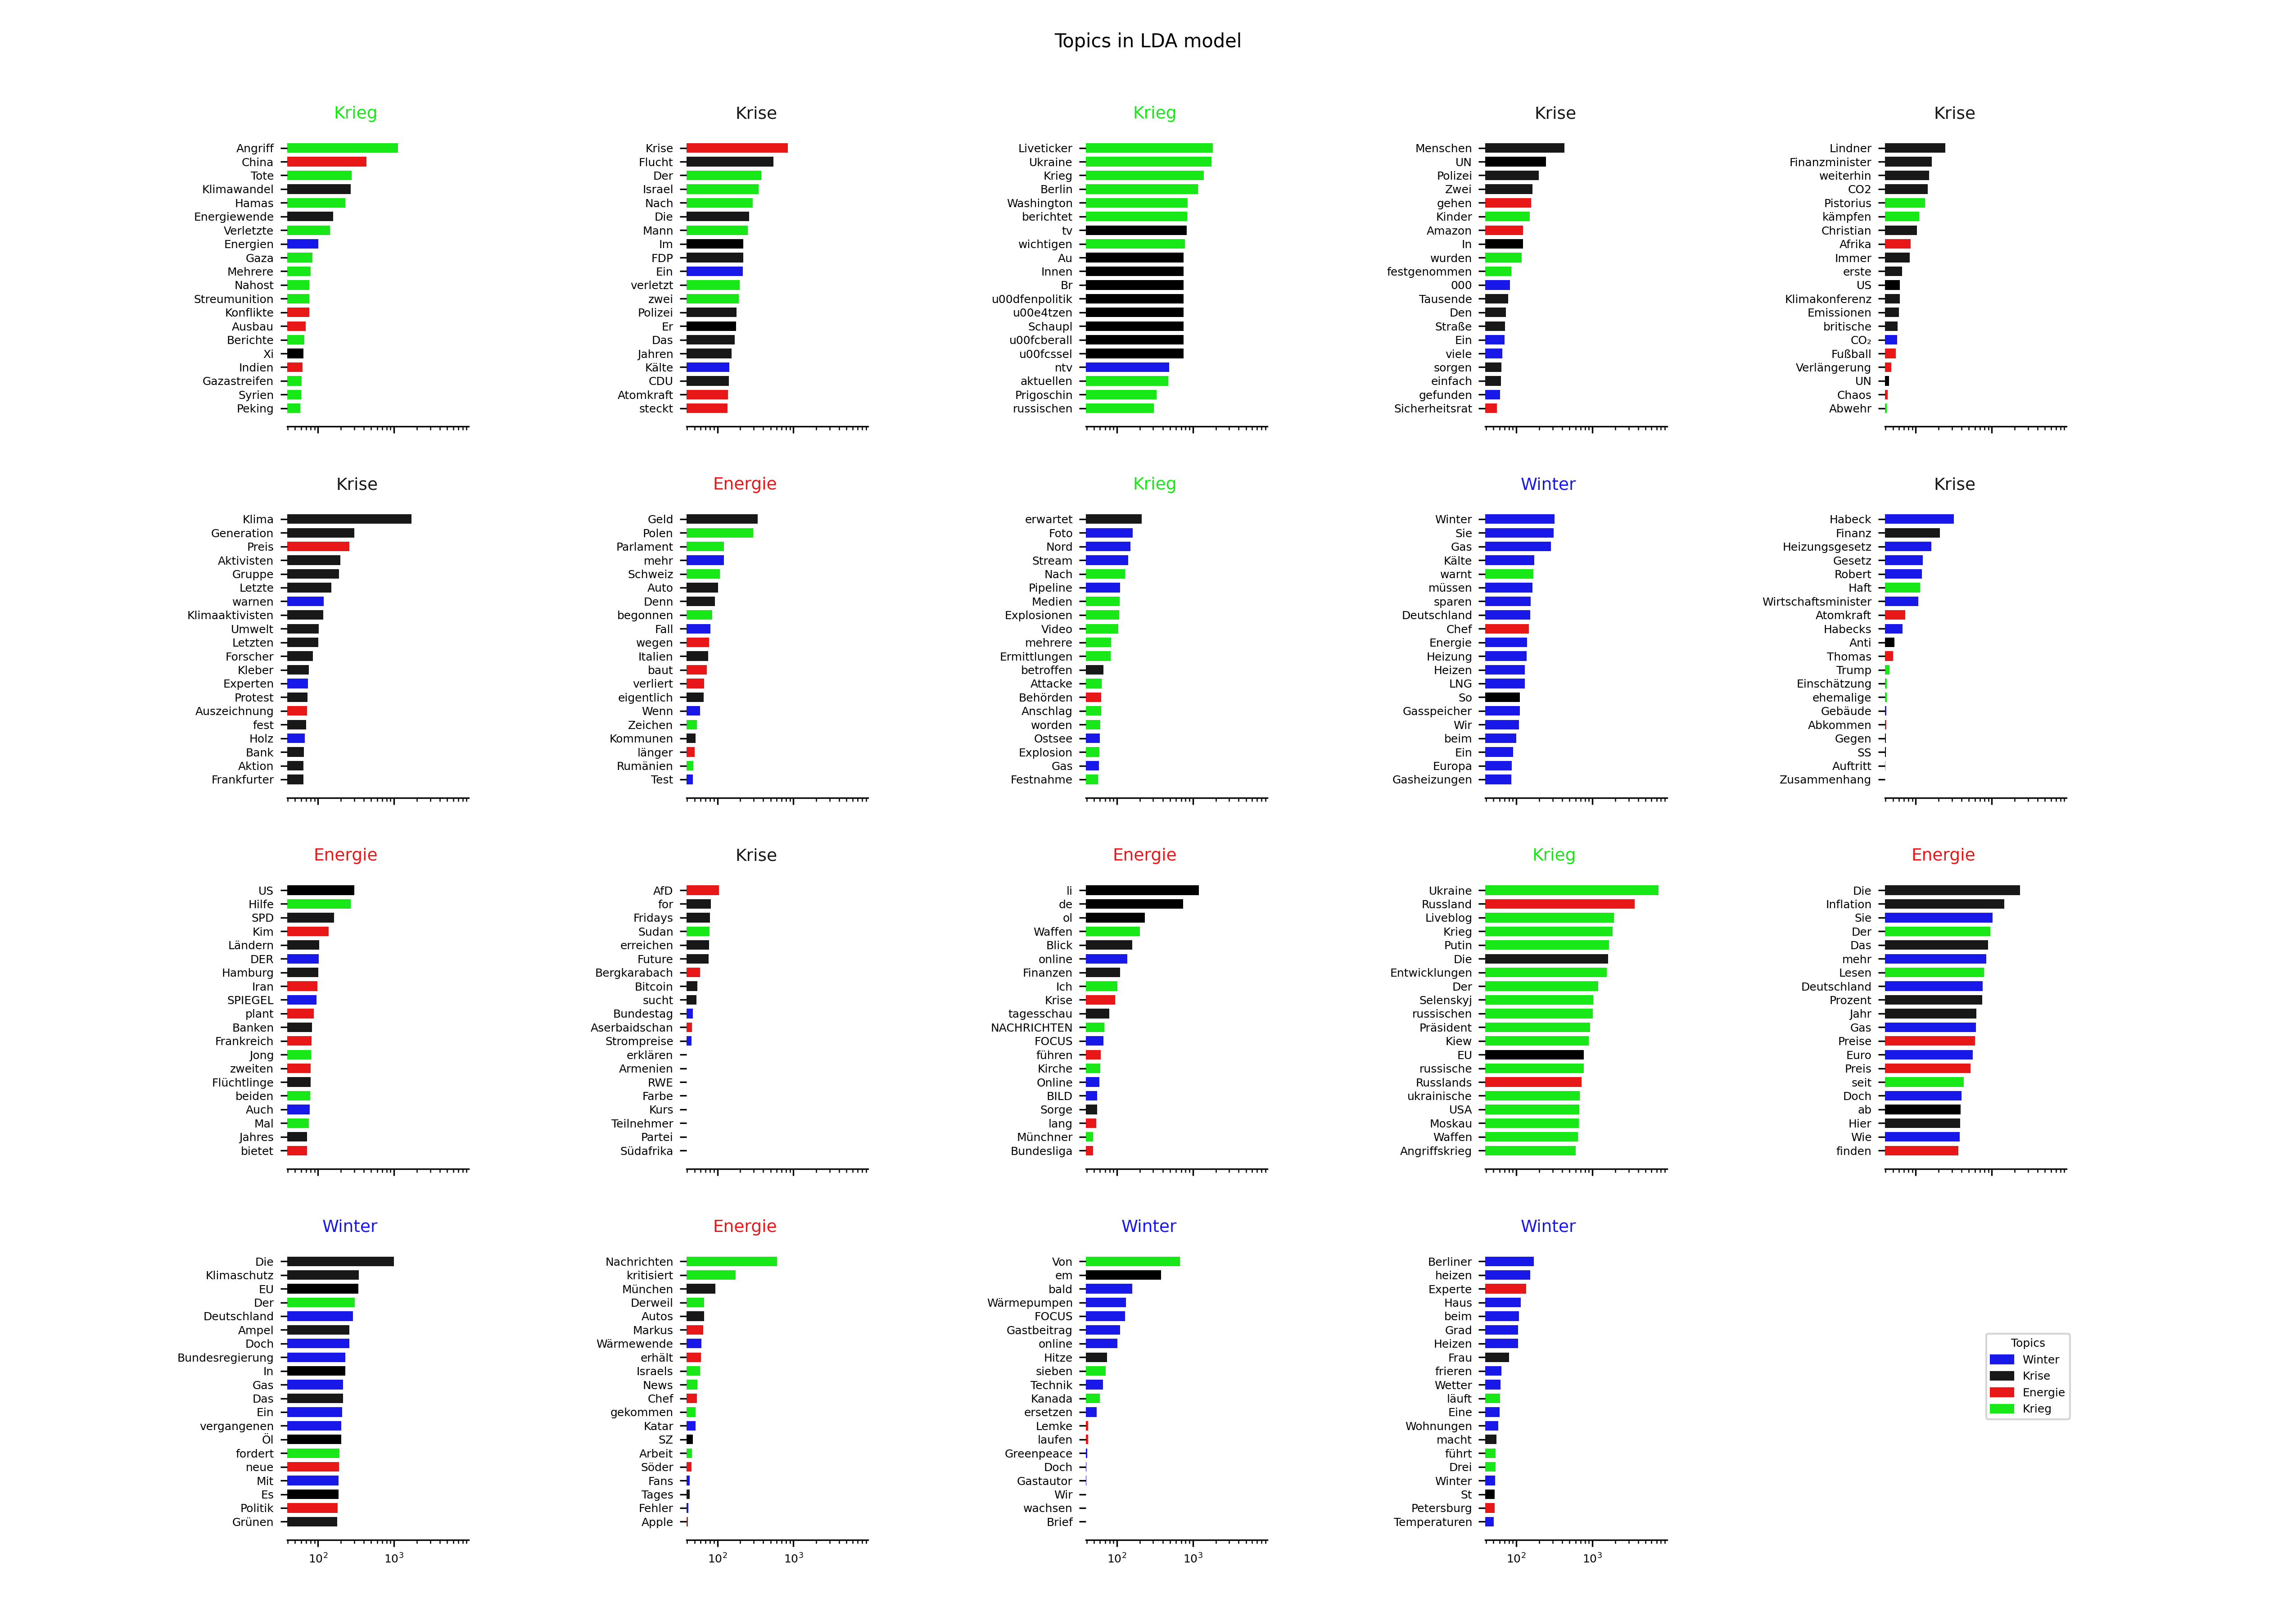 Topics in LDA model
Krieg
Angriff
China
Tote
Klimawandel
Hamas
Energiewende
Verletzte
Energien
Gaza
Mehrere
Nahost
Streumunition
Konflikte
Ausbau
Berichte
Xi
Indien
Gazastreifen
Syrien
Peking
Krise
Krise
Flucht
Der
Israel
Nach
Die
Mann
Im
FDP
Ein
verletzt
zwei
Polizei
Er
Das
Jahren
Kälte
CDU
Atomkraft
steckt
Krieg
Liveticker
Ukraine
Krieg
Berlin
Washington
berichtet
tv
wichtigen
Au
Innen
Br
u00dfenpolitik
u00e4tzen
Schaupl
u00fcberall
u00fcssel
ntv
aktuellen
Prigoschin
russischen
Krise
Menschen
UN
Polizei
Zwei
gehen
Kinder
Amazon
In
wurden
festgenommen
000
Tausende
Den
Straße
Ein
viele
sorgen
einfach
gefunden
Sicherheitsrat
Krise
Lindner
Finanzminister
weiterhin
CO2
Pistorius
kämpfen
Christian
Afrika
Immer
erste
US
Klimakonferenz
Emissionen
britische
CO₂
Fußball
Verlängerung
UN
Chaos
Abwehr
Krise
Klima
Generation
Preis
Aktivisten
Gruppe
Letzte
warnen
Klimaaktivisten
Umwelt
Letzten
Forscher
Kleber
Experten
Protest
Auszeichnung
fest
Holz
Bank
Aktion
Frankfurter
Energie
Geld
Polen
Parlament
mehr
Schweiz
Auto
Denn
begonnen
Fall
wegen
Italien
baut
verliert
eigentlich
Wenn
Zeichen
Kommunen
länger
Rumänien
Test
Krieg
erwartet
Foto
Nord
Stream
Nach
Pipeline
Medien
Explosionen
Video
mehrere
Ermittlungen
betroffen
Attacke
Behörden
Anschlag
worden
Ostsee
Explosion
Gas
Festnahme
Winter
Winter
Sie
Gas
Kälte
warnt
müssen
sparen
Deutschland
Chef
Energie
Heizung
Heizen
LNG
So
Gasspeicher
Wir
beim
Ein
Europa
Gasheizungen
Krise
Habeck
Finanz
Heizungsgesetz
Gesetz
Robert
Haft
Wirtschaftsminister
Atomkraft
Habecks
Anti
Thomas
Trump
Einschätzung
ehemalige
Gebäude
Abkommen
Gegen
SS
Auftritt
Zusammenhang
Energie
US
Hilfe
SPD
Kim
Ländern
DER
Hamburg
Iran
SPIEGEL
plant
Banken
Frankreich
Jong
zweiten
Flüchtlinge
beiden
Auch
Mal
Jahres
bietet
Krise
AfD
for
Fridays
Sudan
erreichen
Future
Bergkarabach
Bitcoin
sucht
Bundestag
Aserbaidschan
Strompreise
erklären
Armenien
RWE
Farbe
Kurs
Teilnehmer
Partei
Südafrika
Energie
li
de
ol
Waffen
Blick
online
Finanzen
Ich
Krise
tagesschau
NACHRICHTEN
FOCUS
führen
Kirche
Online
BILD
Sorge
lang
Münchner
Bundesliga
Krieg
Ukraine
Russland
Liveblog
Krieg
Putin
Die
Entwicklungen
Der
Selenskyj
russischen
Präsident
Kiew
EU
russische
Russlands
ukrainische
USA
Moskau
Waffen
Angriffskrieg
Energie
Die
Inflation
Sie
Der
Das
mehr
Lesen
Deutschland
Prozent
Jahr
Gas
Preise
Euro
Preis
seit
Doch
ab
Hier
Wie
finden
Winter
Die
Klimaschutz
EU
Der
Deutschland
Ampel
Doch
Bundesregierung
In
Gas
Das
Ein
vergangenen
Öl
fordert
neue
Mit
Es
Politik
Grünen
10² 10³
Energie
Nachrichten
kritisiert
München
Derweil
Autos
Markus
Wärmewende
erhält
Israels
News
Chef
gekommen
Katar
SZ
Arbeit
Söder
Fans
Tages
Fehler
Apple
10² 10³
Winter
Von
em
bald
Wärmepumpen
FOCUS
Gastbeitrag
online
Hitze
sieben
Technik
Kanada
ersetzen
Lemke
laufen
Greenpeace
Doch
Gastautor
Wir
wachsen
Brief
10² 10³
Winter
Berliner
heizen
Experte
Haus
beim
Grad
Heizen
Frau
frieren
Wetter
läuft
Eine
Wohnungen
macht
führt
Drei
Winter
St
Petersburg
Temperaturen
10² 10³
Topics
Winter
Krise
Energie
Krieg